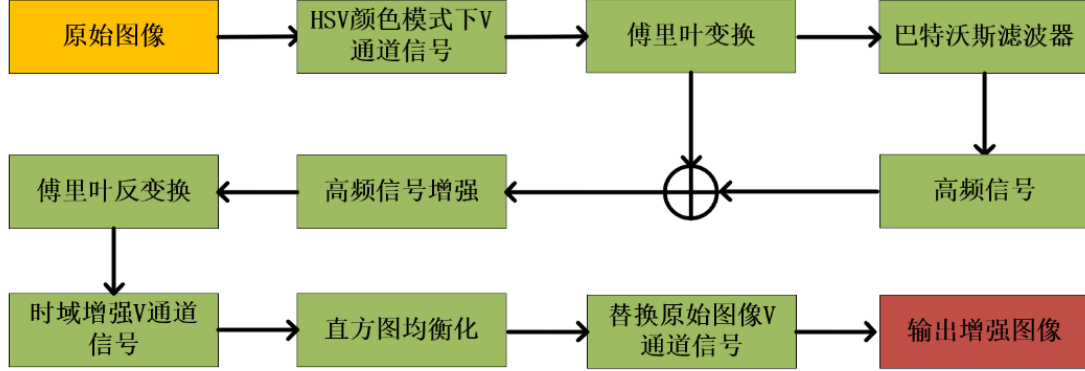 原始图像
HSV颜色模式下V
通道信号
傅里叶变换
巴特沃斯滤波器
傅里叶反变换
高频信号增强
高频信号
时域增强V通道
信号
直方图均衡化
替换原始图像V
通道信号
输出增强图像